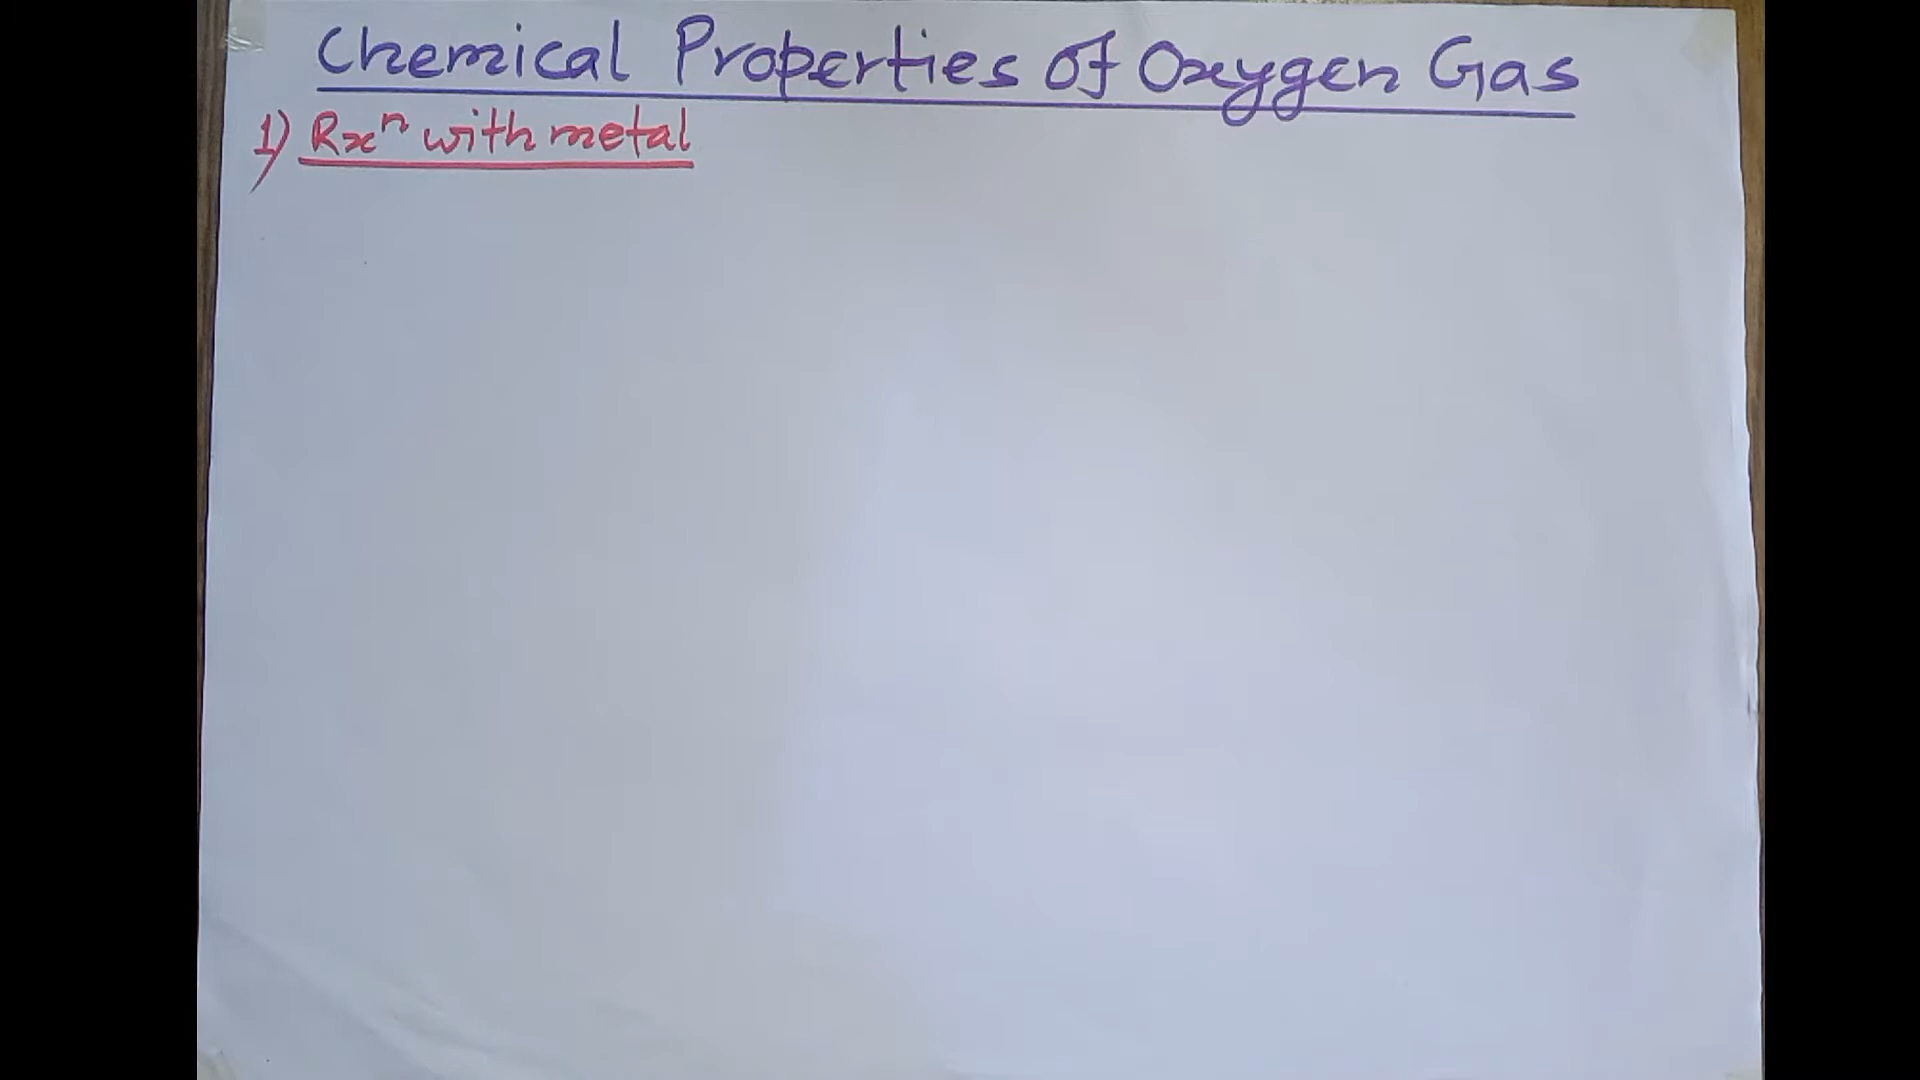 Chemical Properties of Oxygen Gas
1) Rxⁿ with metal